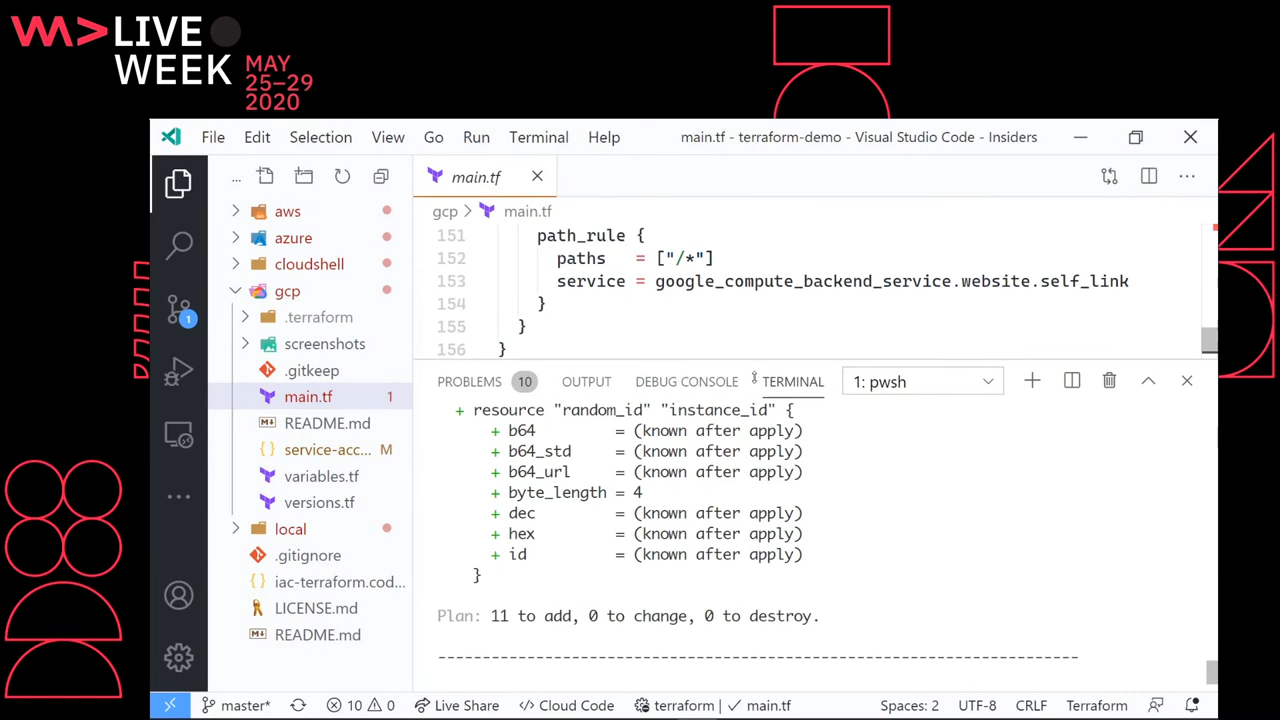 LIVE
WEEK
MAY
25–29
2020
File Edit Selection View Go Run Terminal Help main.tf - terraform-demo - Visual Studio Code - Insiders
...
main.tf
aws
azure
cloudshell
gcp
.terraform
screenshots
.gitkeep
main.tf 1
README.md
service-acc... M
variables.tf
versions.tf
local
.gitignore
iac-terraform.cod...
LICENSE.md
README.md
1
gcp > main.tf
151 path_rule {
152 paths = ["/*"]
153 service = google_compute_backend_service.website.self_link
154 }
155 }
156 }
PROBLEMS 10 OUTPUT DEBUG CONSOLE TERMINAL 1: pwsh
+ resource "random_id" "instance_id" {
+ b64 = (known after apply)
+ b64_std = (known after apply)
+ b64_url = (known after apply)
+ byte_length = 4
+ dec = (known after apply)
+ hex = (known after apply)
+ id = (known after apply)
}
Plan: 11 to add, 0 to change, 0 to destroy.
------------------------------------------------------------------------
master* 10 0 Live Share Cloud Code terraform main.tf Spaces: 2 UTF-8 CRLF Terraform